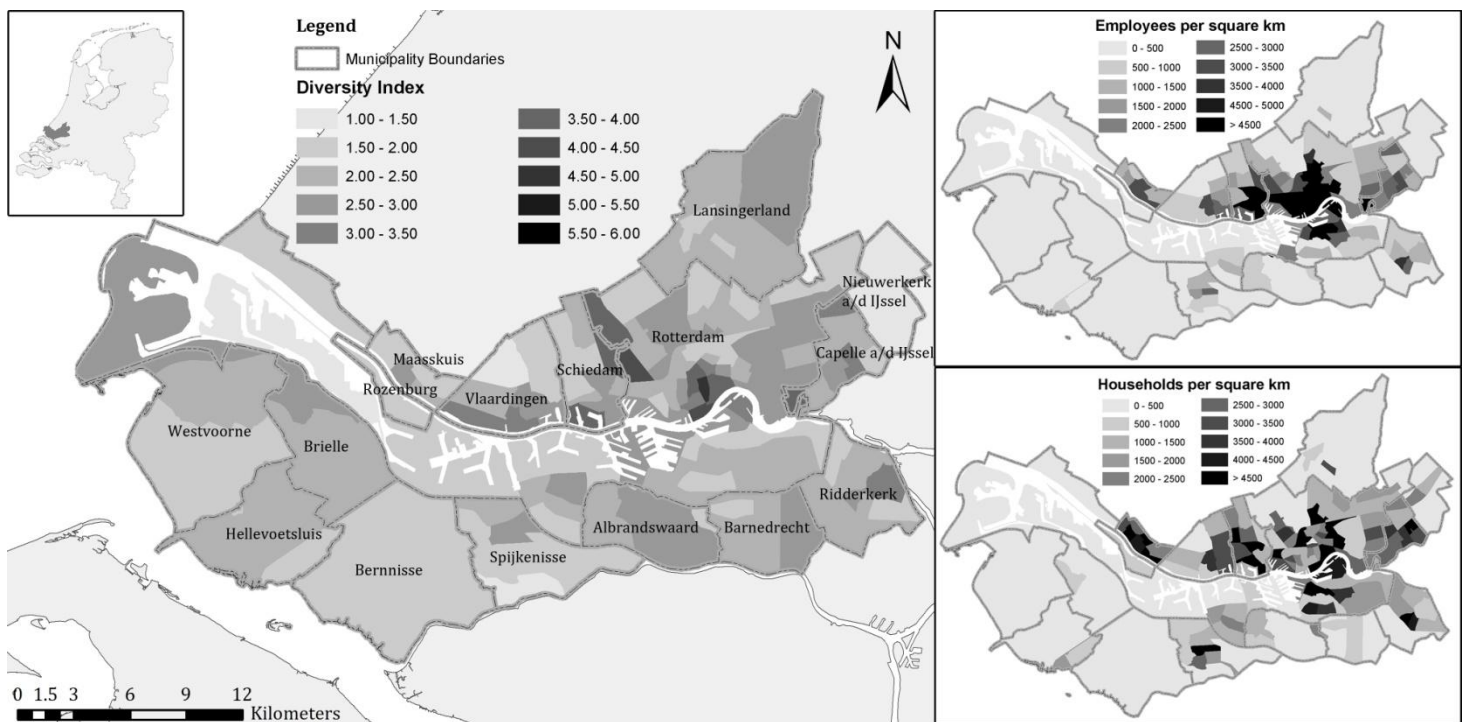 Legend
Municipality Boundaries
Diversity Index
1.00 - 1.50
1.50 - 2.00
2.00 - 2.50
2.50 - 3.00
3.00 - 3.50
3.50 - 4.00
4.00 - 4.50
4.50 - 5.00
5.00 - 5.50
5.50 - 6.00
N
Lansingerland
Nieuwerkerk
a/d IJssel
Rotterdam
Capelle a/d IJssel
Maasskuis
Schiedam
Rozenburg
Vlaardingen
Westvoorne
Brielle
Ridderkerk
Hellevoetsluis
Albrandswaard
Barnedrecht
Spijkenisse
Bernnisse
0 1.5 3 6 9 12
Kilometers
Employees per square km
0 - 500
500 - 1000
1000 - 1500
1500 - 2000
2000 - 2500
2500 - 3000
3000 - 3500
3500 - 4000
4500 - 5000
> 4500
Households per square km
0 - 500
500 - 1000
1000 - 1500
1500 - 2000
2000 - 2500
2500 - 3000
3000 - 3500
3500 - 4000
4000 - 4500
> 4500